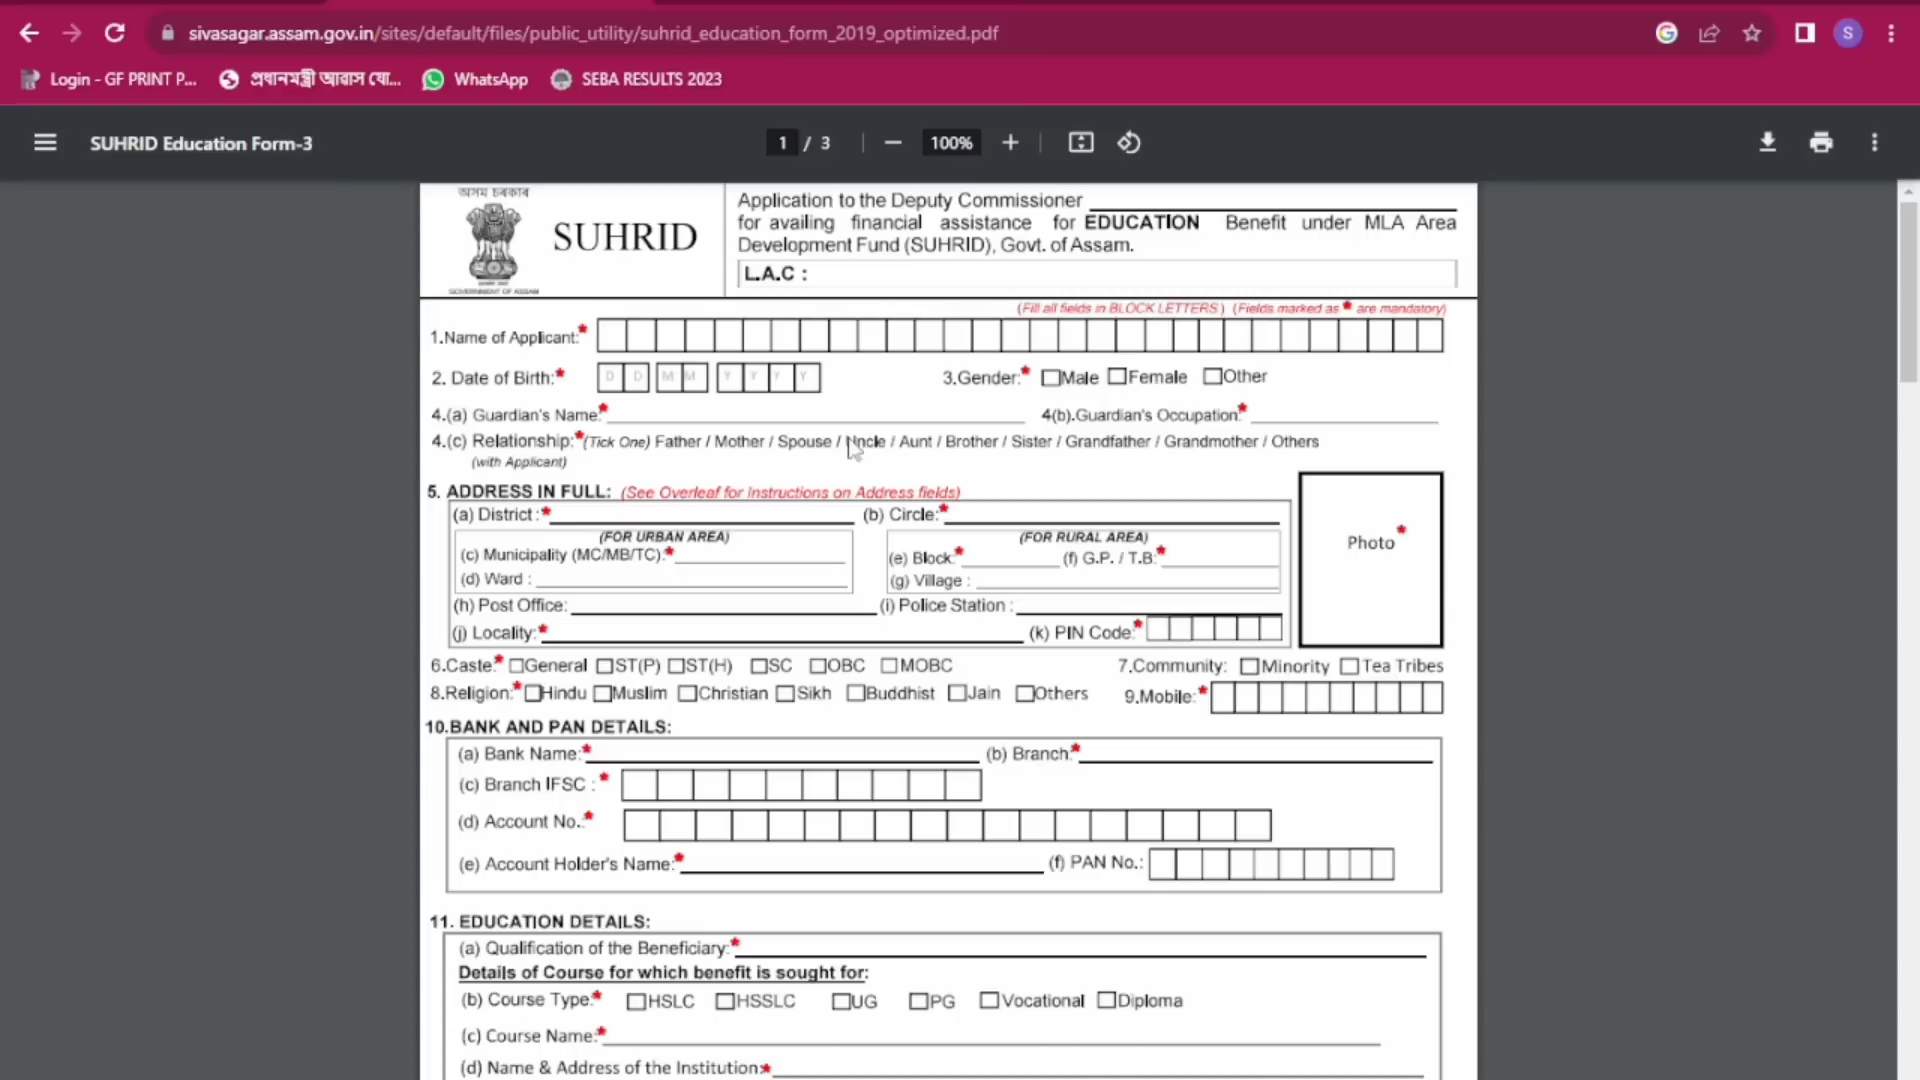 sivasagar.assam.gov.in/sites/default/files/public_utility/suhrid_education_form_2019_optimized.pdf
S
Login - GF PRINT P... প্রধানমন্ত্রী আৱাস যো... WhatsApp SEBA RESULTS 2023
SUHRID Education Form-3 1 / 3 100%
অসম চৰকাৰ
SUHRID
GOVERNMENT OF ASSAM
Application to the Deputy Commissioner
for availing financial assistance for EDUCATION Benefit under MLA Area
Development Fund (SUHRID), Govt. of Assam.
L.A.C :
(Fill all fields in BLOCK LETTERS) (Fields marked as * are mandatory)
1.Name of Applicant:*
2. Date of Birth:* D D M M Y Y Y Y 3.Gender:* Male Female Other
4.(a) Guardian's Name:* 4(b).Guardian's Occupation:*
4.(c) Relationship:* (Tick One) Father / Mother / Spouse / Uncle / Aunt / Brother / Sister / Grandfather / Grandmother / Others
(with Applicant)
5. ADDRESS IN FULL: (See Overleaf for Instructions on Address fields)
(a) District :* (b) Circle:*
(FOR URBAN AREA) (FOR RURAL AREA)
(c) Municipality (MC/MB/TC):* (e) Block:* (f) G.P. / T.B:*
(d) Ward : (g) Village :
(h) Post Office: (i) Police Station :
(j) Locality:* (k) PIN Code:*
Photo *
6.Caste:* General ST(P) ST(H) SC OBC MOBC 7.Community: Minority Tea Tribes
8.Religion:* Hindu Muslim Christian Sikh Buddhist Jain Others 9.Mobile:*
10.BANK AND PAN DETAILS:
(a) Bank Name:* (b) Branch:*
(c) Branch IFSC : *
(d) Account No.:*
(e) Account Holder's Name:* (f) PAN No.:
11. EDUCATION DETAILS:
(a) Qualification of the Beneficiary:*
Details of Course for which benefit is sought for:
(b) Course Type:* HSLC HSSLC UG PG Vocational Diploma
(c) Course Name:*
(d) Name & Address of the Institution:*